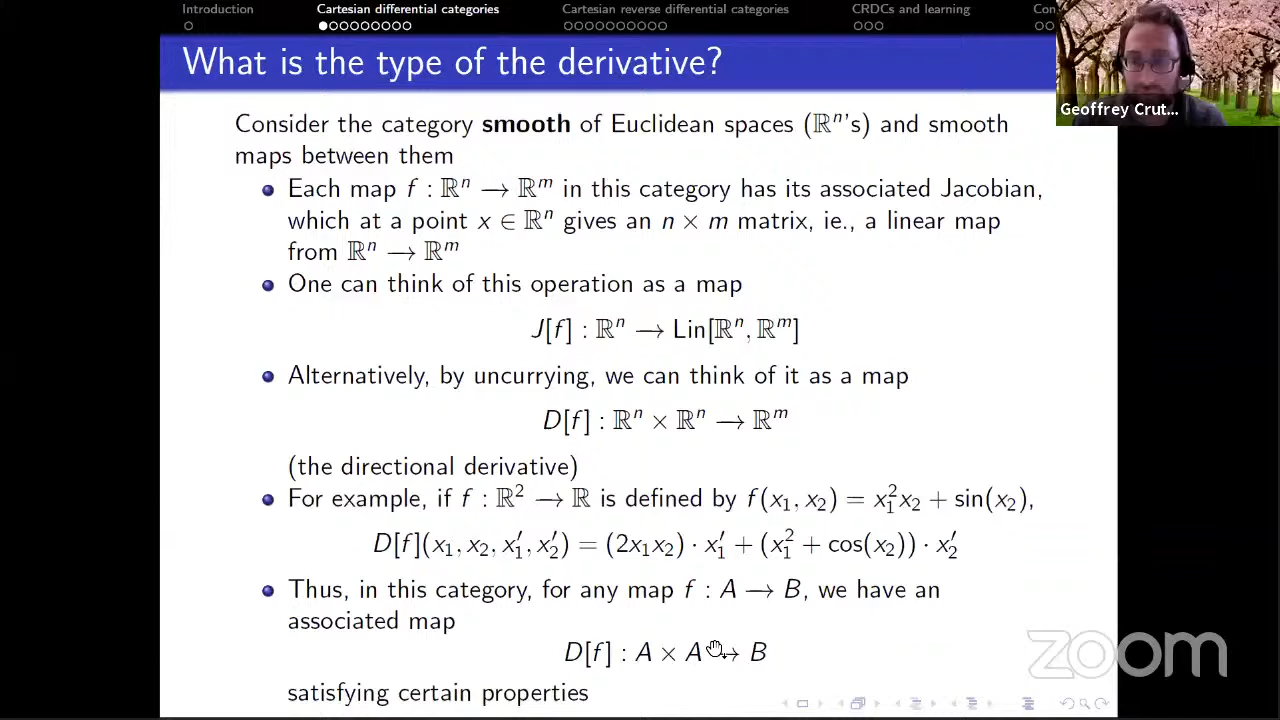 Introduction Cartesian differential categories Cartesian reverse differential categories CRDCs and learning Con
What is the type of the derivative?
Geoffrey Crut...
Consider the category smooth of Euclidean spaces (ℝⁿ's) and smooth
maps between them
Each map f : ℝⁿ → ℝᵐ in this category has its associated Jacobian,
which at a point x ∈ ℝⁿ gives an n × m matrix, ie., a linear map
from ℝⁿ → ℝᵐ
One can think of this operation as a map
J[f] : ℝⁿ → Lin[ℝⁿ, ℝᵐ]
Alternatively, by uncurrying, we can think of it as a map
D[f] : ℝⁿ × ℝⁿ → ℝᵐ
(the directional derivative)
For example, if f : ℝ² → ℝ is defined by f(x₁, x₂) = x₁²x₂ + sin(x₂),
D[f](x₁, x₂, x₁′, x₂′) = (2x₁x₂) · x₁′ + (x₁² + cos(x₂)) · x₂′
Thus, in this category, for any map f : A → B, we have an
associated map
D[f] : A × A → B
satisfying certain properties
zoom